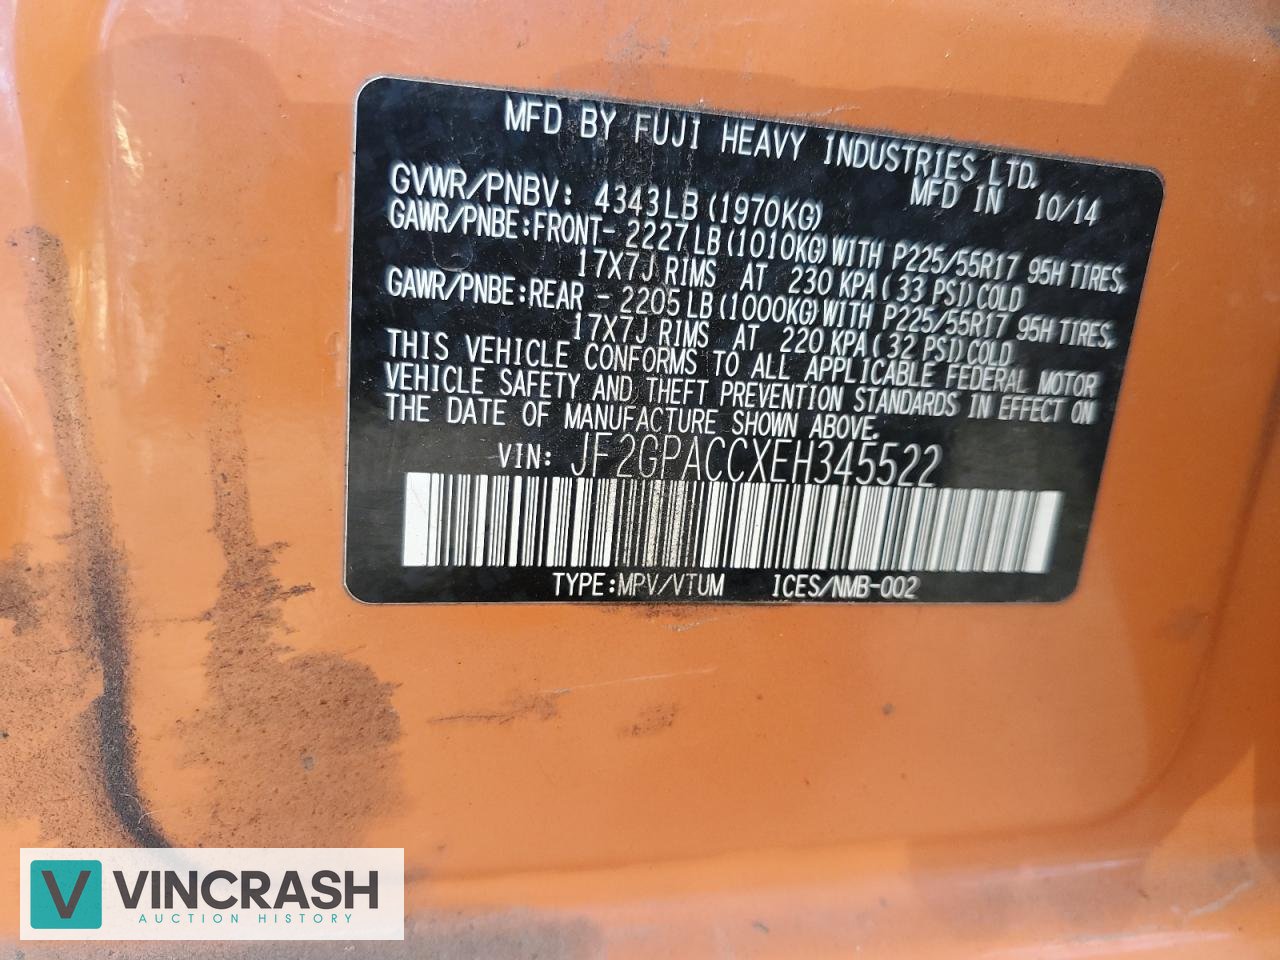 MFD BY FUJI HEAVY INDUSTRIES LTD.
MFD IN 10/14
GVWR/PNBV: 4343LB(1970KG)
GAWR/PNBE:FRONT- 2227LB(1010KG)WITH P225/55R17 95H TIRES,
17X7J RIMS AT 230 KPA(33 PSI)COLD
GAWR/PNBE:REAR - 2205LB(1000KG)WITH P225/55R17 95H TIRES,
17X7J RIMS AT 220 KPA(32 PSI)COLD
THIS VEHICLE CONFORMS TO ALL APPLICABLE FEDERAL MOTOR
VEHICLE SAFETY AND THEFT PREVENTION STANDARDS IN EFFECT ON
THE DATE OF MANUFACTURE SHOWN ABOVE.
VIN: JF2GPACCXEH345522
TYPE:MPV/VTUM ICES/NMB-002
V VINCRASH
AUCTION HISTORY